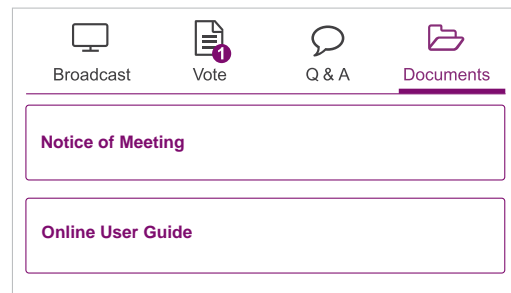 1
Broadcast Vote Q & A Documents
Notice of Meeting
Online User Guide